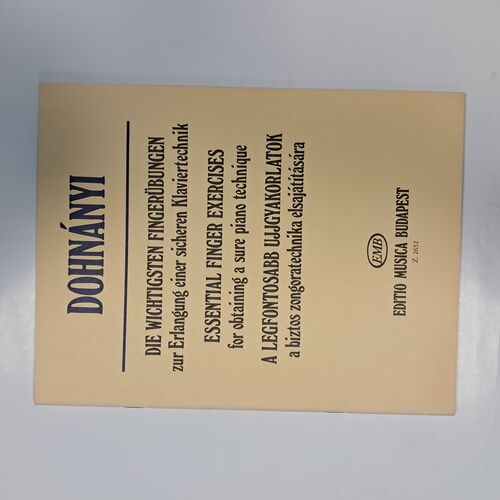 DOHNÁNYI
DIE WICHTIGSTEN FINGERÜBUNGEN
zur Erlangung einer sicheren Klaviertechnik
ESSENTIAL FINGER EXERCISES
for obtaining a sure piano technique
A LEGFONTOSABB UJJGYAKORLATOK
a biztos zongoratechnika elsajátítására
EMB
EDITIO MUSICA BUDAPEST
Z. 2652